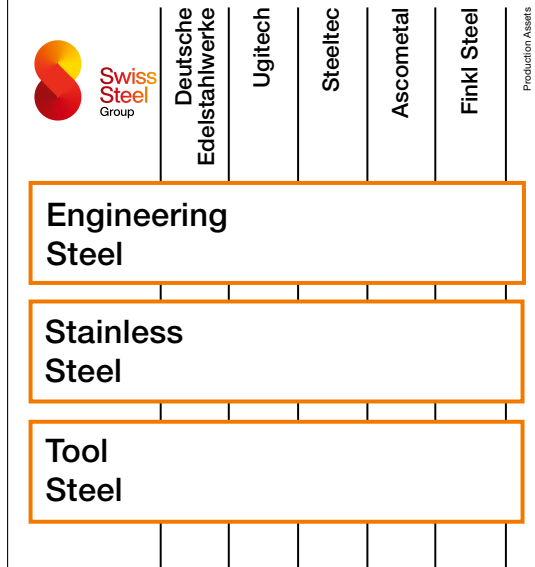 Swiss
Steel
Group
Deutsche
Edelstahlwerke
Ugitech
Steeltec
Ascometal
Finkl Steel
Production Assets
Engineering
Steel
Stainless
Steel
Tool
Steel